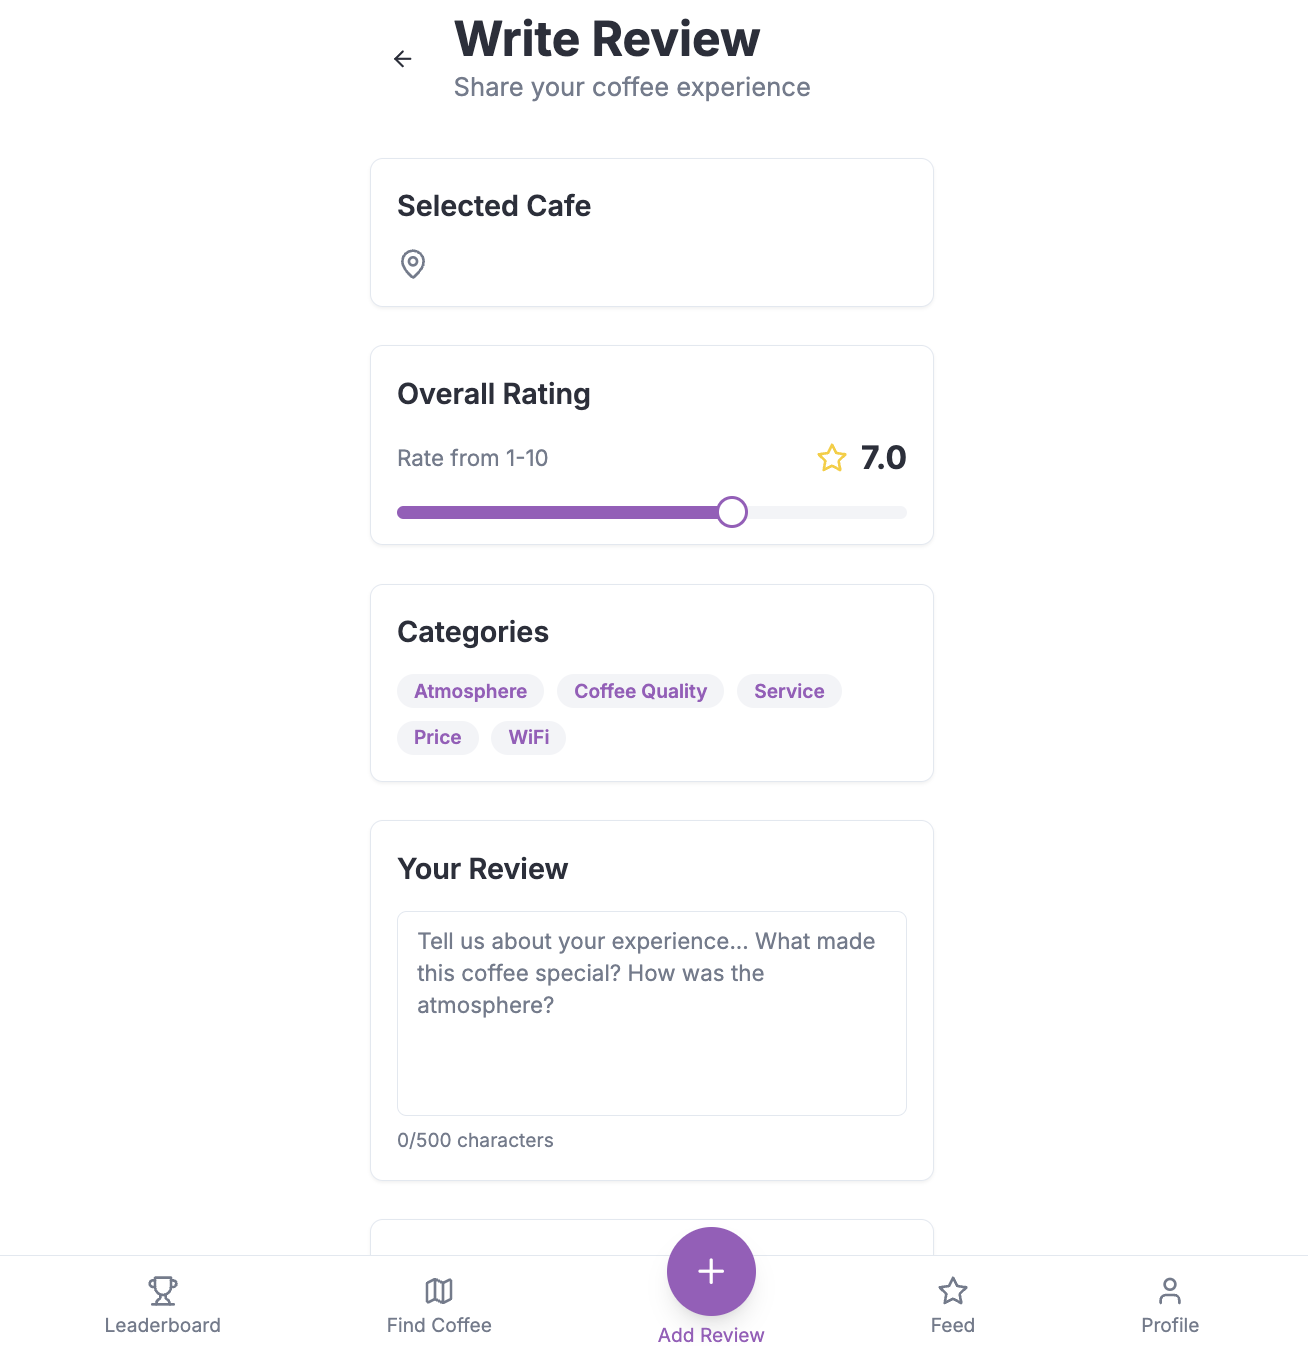 Write Review
Share your coffee experience
Selected Cafe
Overall Rating
Rate from 1-10
7.0
Categories
Atmosphere
Coffee Quality
Service
Price
WiFi
Your Review
Tell us about your experience... What made
this coffee special? How was the
atmosphere?
0/500 characters
Leaderboard
Find Coffee
Add Review
Feed
Profile